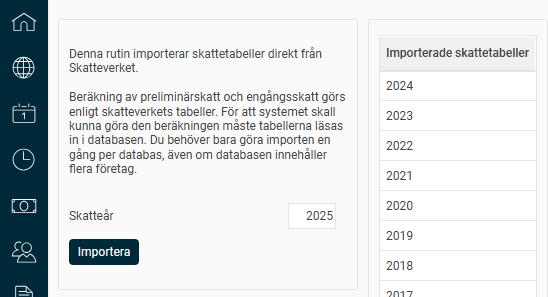 Denna rutin importerar skattetabeller direkt från
Skatteverket.
Beräkning av preliminärskatt och engångsskatt görs
enligt skatteverkets tabeller. För att systemet skall
kunna göra den beräkningen måste tabellerna läsas
in i databasen. Du behöver bara göra importen en
gång per databas, även om databasen innehåller
flera företag.
Skatteår 2025
Importera
Importerade skattetabeller
2024
2023
2022
2021
2020
2019
2018
2017
1